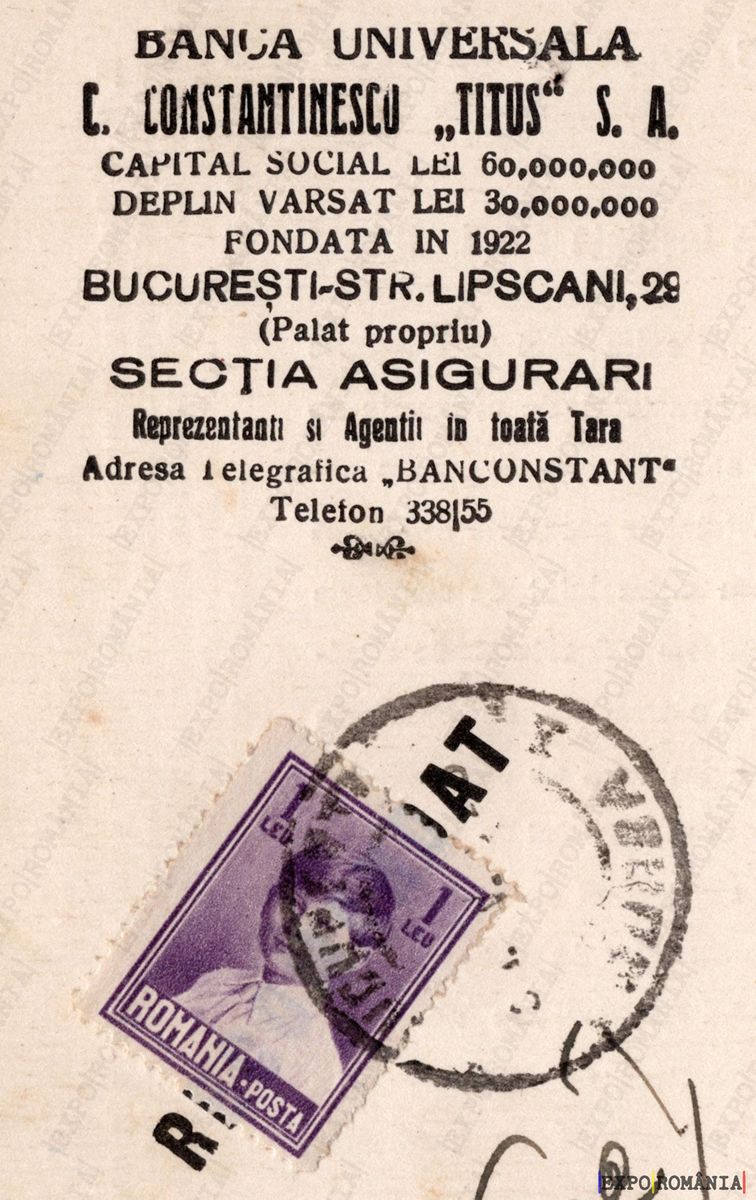 BANCA UNIVERSALA
C. CONSTANTINESCU „TITUS“ S. A.
CAPITAL SOCIAL LEI 60,000,000
DEPLIN VARSAT LEI 30,000,000
FONDATA IN 1922
BUCUREȘTI-STR. LIPSCANI, 29
(Palat propriu)
SECŢIA ASIGURARI
Reprezentanti si Agentii in toată Tara
Adresa Telegrafica „BANCONSTANT“
Telefon 338|55
1
LEU
1
LEU
ROMANIA·POSTA
EXPO ROMÂNIA